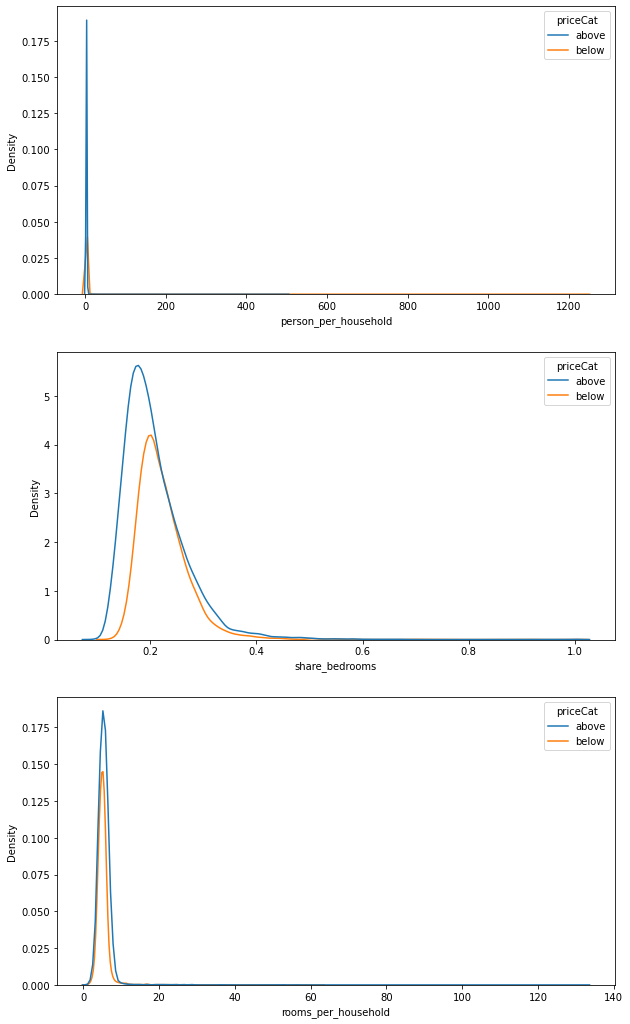 priceCat
above
below
0.175
0.150
0.125
0.100
0.075
0.050
0.025
0.000
Density
0 200 400 600 800 1000 1200
person_per_household
priceCat
above
below
5
4
3
2
1
0
Density
0.2 0.4 0.6 0.8 1.0
share_bedrooms
priceCat
above
below
0.175
0.150
0.125
0.100
0.075
0.050
0.025
0.000
Density
0 20 40 60 80 100 120 140
rooms_per_household